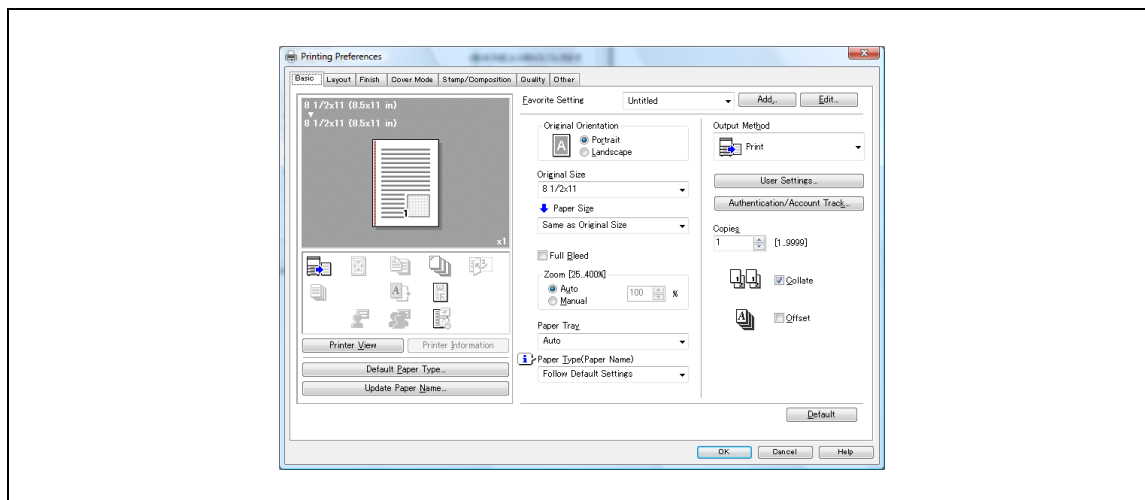 Printing Preferences
Basic Layout Finish Cover Mode Stamp/Composition Quality Other
8 1/2x11 (8.5x11 in)
8 1/2x11 (8.5x11 in)
1
x1
Printer View Printer Information
Default Paper Type...
Update Paper Name...
Favorite Setting Untitled Add... Edit...
Original Orientation
A
Portrait
Landscape
Original Size
8 1/2x11
Paper Size
Same as Original Size
Full Bleed
Zoom [25..400%]
Auto
Manual
100 %
Paper Tray
Auto
Paper Type(Paper Name)
Follow Default Settings
Output Method
Print
User Settings...
Authentication/Account Track...
Copies
1 [1..9999]
Collate
Offset
Default
OK Cancel Help